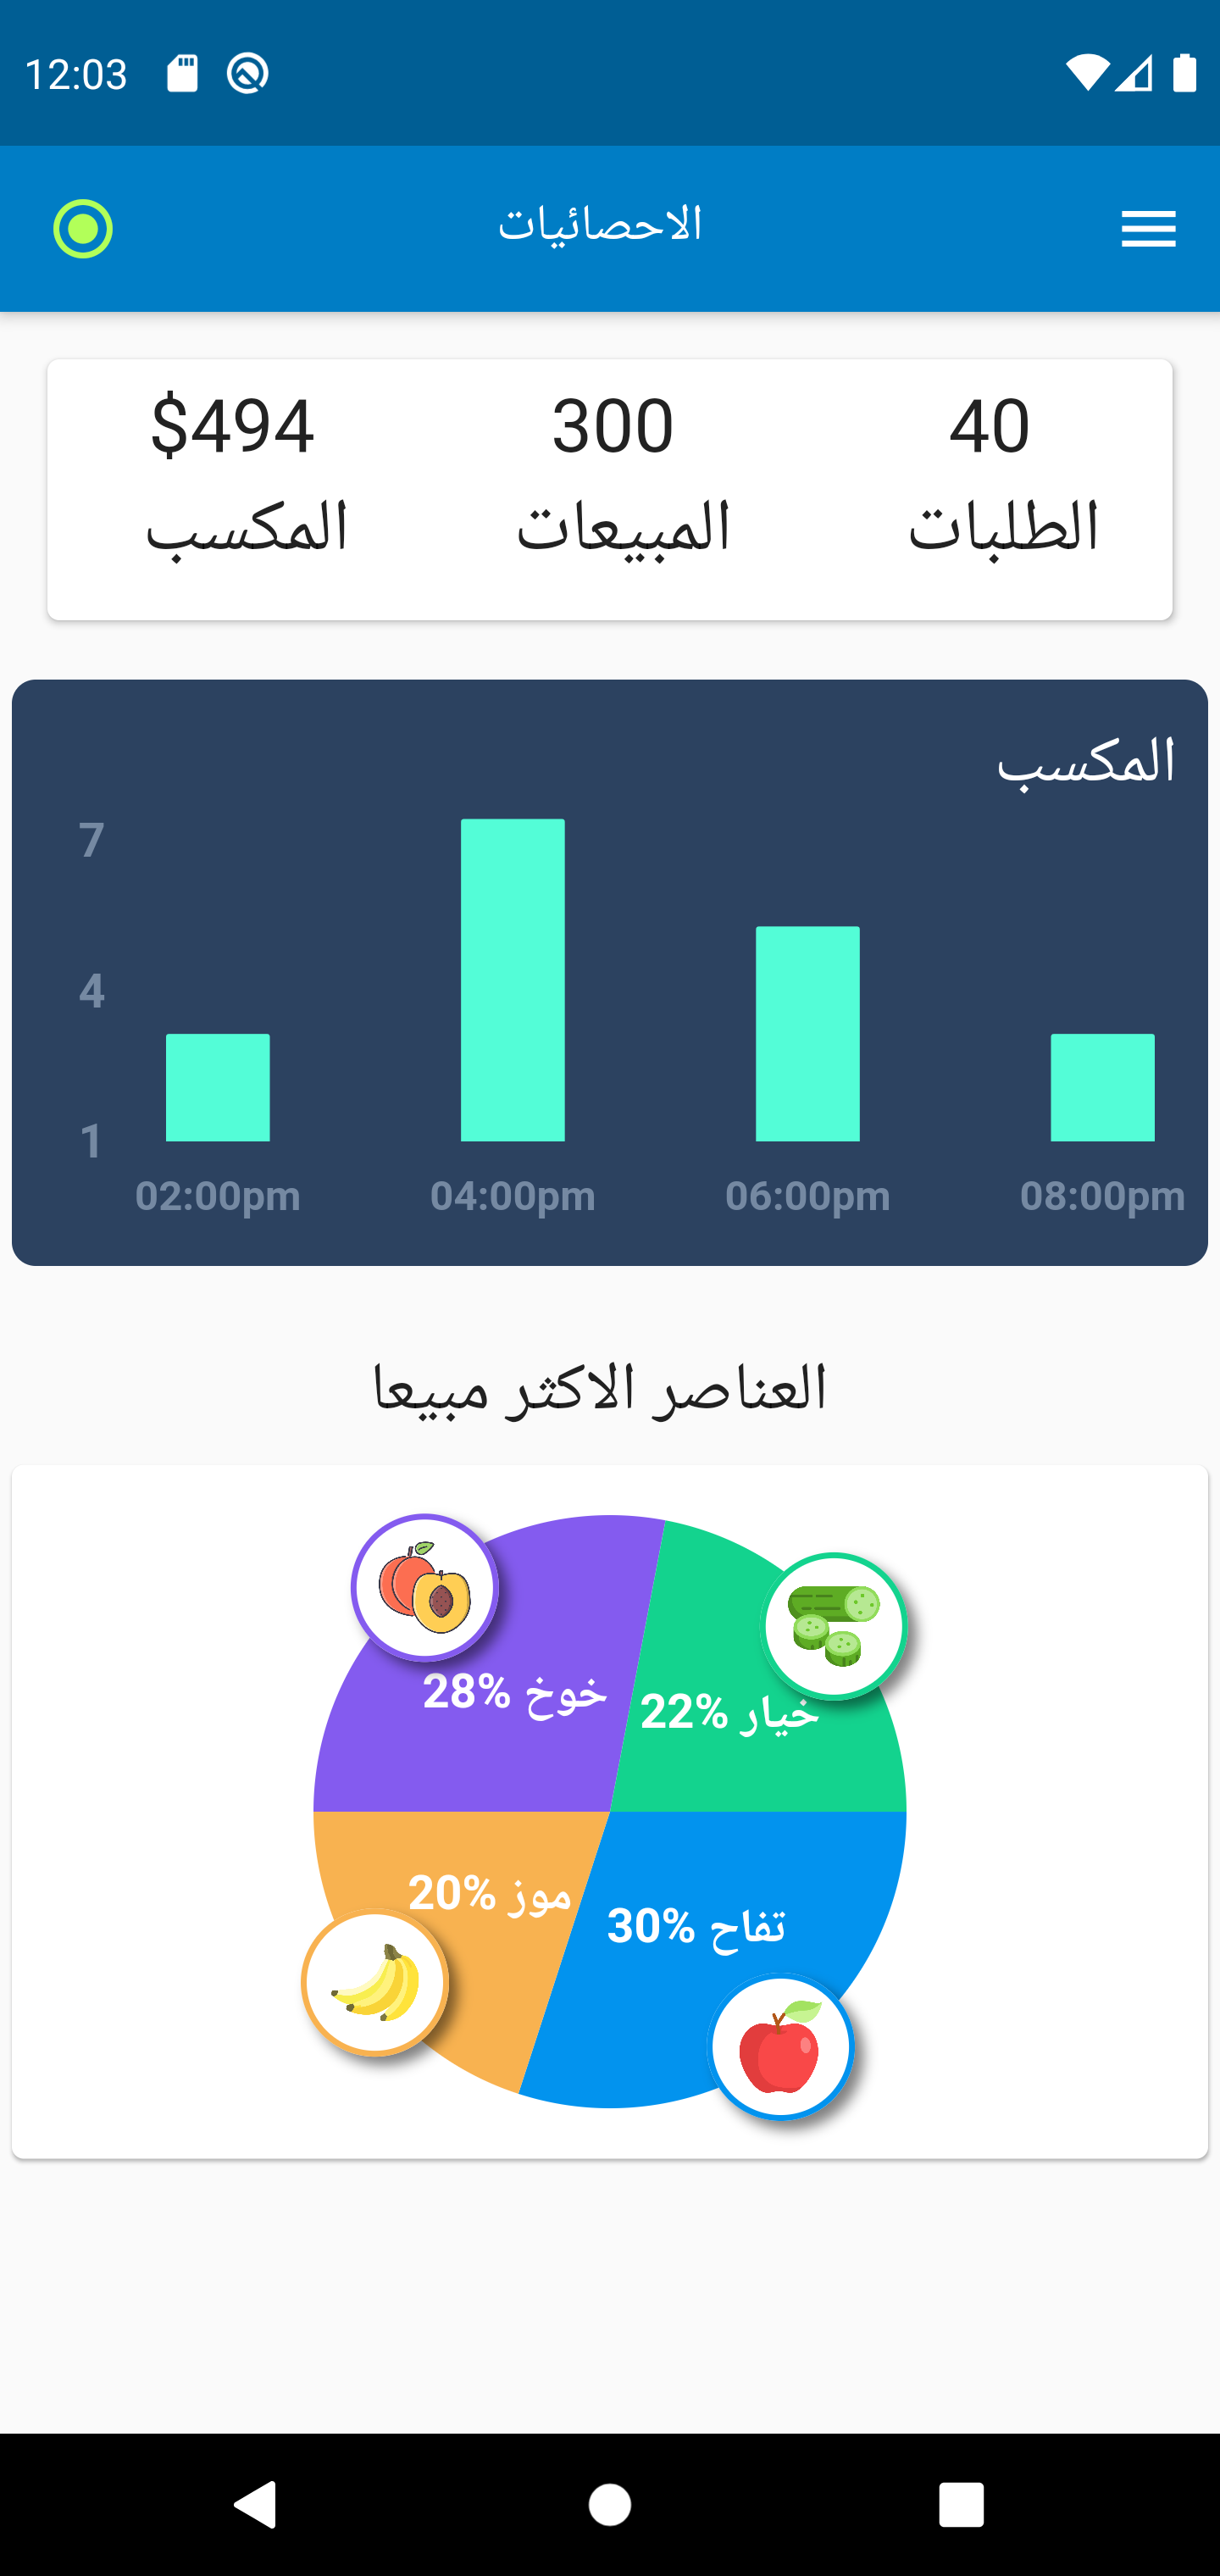 12:03
الاحصائيات
40 300 $494
الطلبات المبيعات المكسب
المكسب
7
4
1
02:00pm 04:00pm 06:00pm 08:00pm
العناصر الاكثر مبيعا
خوخ 28%
خيار 22%
موز 20%
تفاح 30%